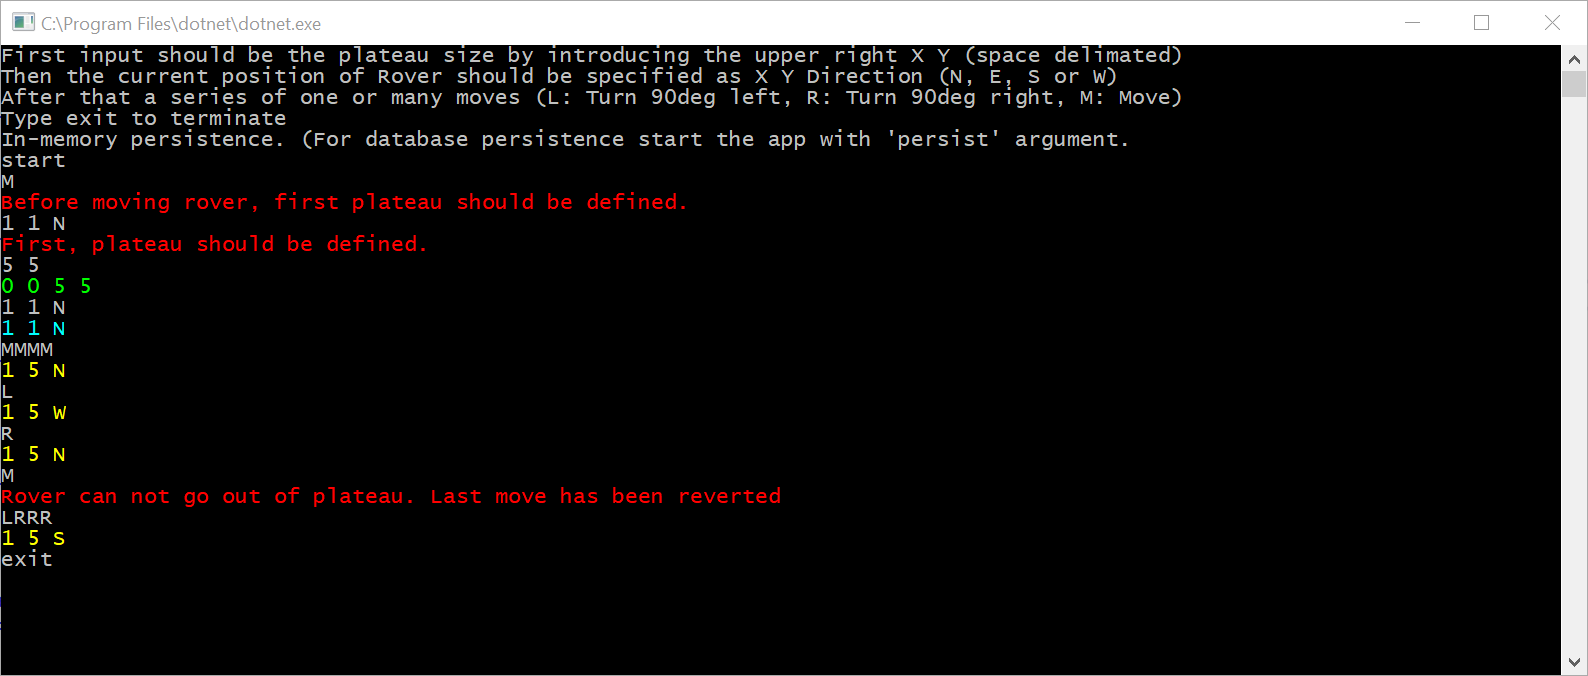 C:\Program Files\dotnet\dotnet.exe
First input should be the plateau size by introducing the upper right X Y (space delimated)
Then the current position of Rover should be specified as X Y Direction (N, E, S or W)
After that a series of one or many moves (L: Turn 90deg left, R: Turn 90deg right, M: Move)
Type exit to terminate
In-memory persistence. (For database persistence start the app with 'persist' argument.
start
M
Before moving rover, first plateau should be defined.
1 1 N
First, plateau should be defined.
5 5
0 0 5 5
1 1 N
1 1 N
MMMM
1 5 N
L
1 5 W
R
1 5 N
M
Rover can not go out of plateau. Last move has been reverted
LRRR
1 5 S
exit